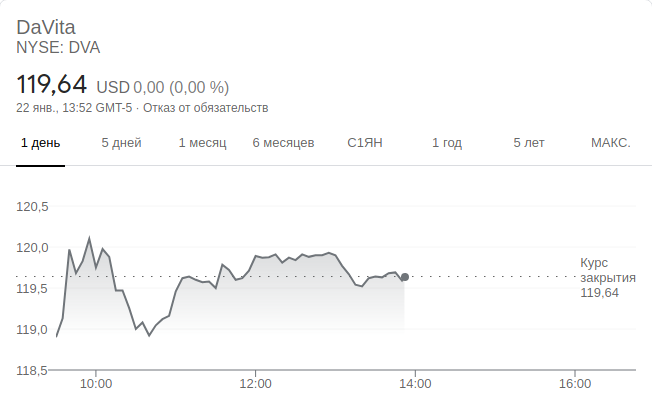 DaVita
NYSE: DVA
119,64 USD 0,00 (0,00 %)
22 янв., 13:52 GMT-5 · Отказ от обязательств
1 день 5 дней 1 месяц 6 месяцев С1ЯН 1 год 5 лет МАКС.
120,5
120,0
119,5
119,0
118,5
Курс
закрытия
119,64
10:00 12:00 14:00 16:00